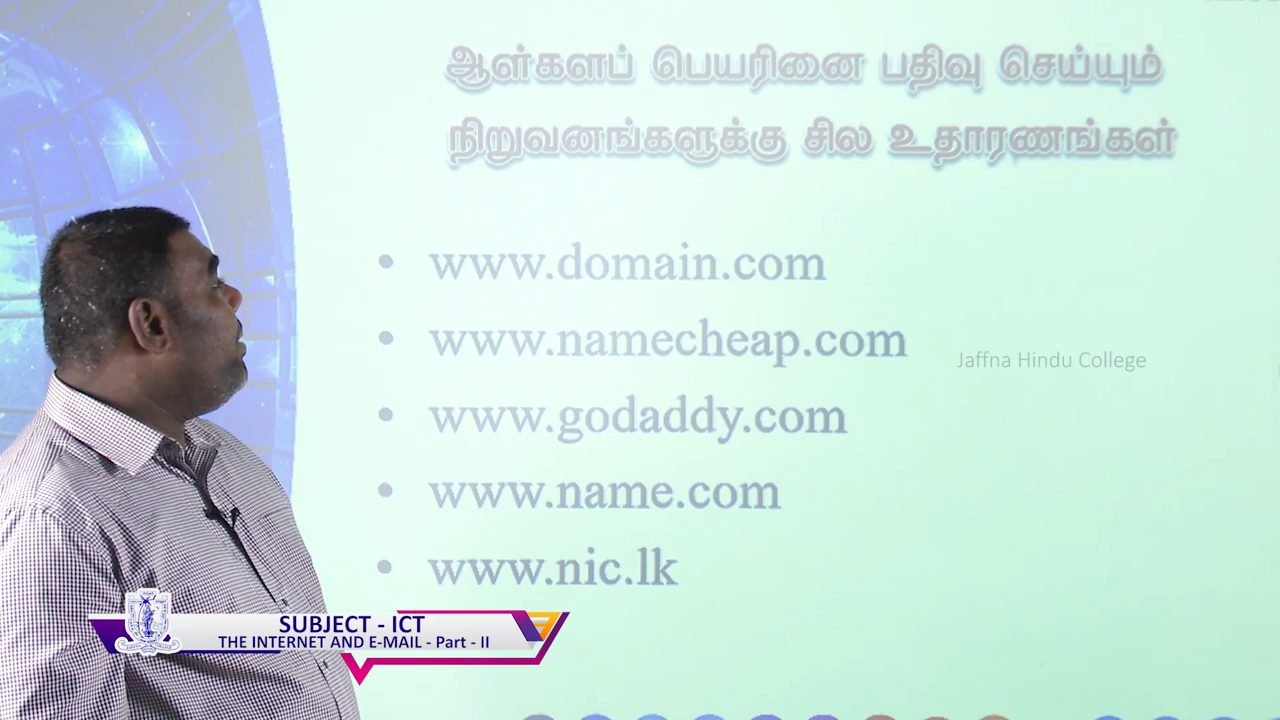 ஆள்களப் பெயரினை பதிவு செய்யும்
நிறுவனங்களுக்கு சில உதாரணங்கள்
• www.domain.com
• www.namecheap.com
Jaffna Hindu College
• www.godaddy.com
• www.name.com
• www.nic.lk
SUBJECT - ICT
THE INTERNET AND E-MAIL - Part - II